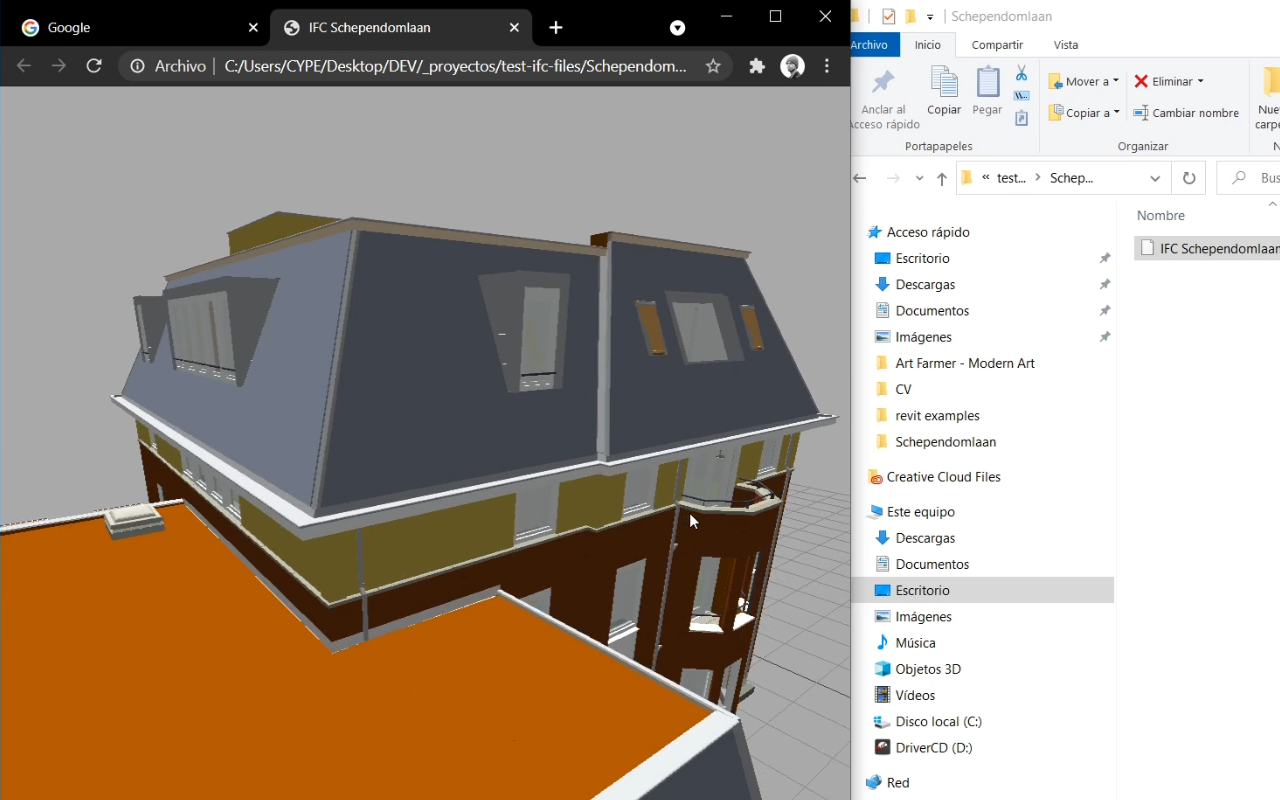 Google
IFC Schependomlaan
Archivo
C:/Users/CYPE/Desktop/DEV/_proyectos/test-ifc-files/Schependom...
Schependomlaan
Archivo
Inicio
Compartir
Vista
Anclar al
Acceso rápido
Copiar
Pegar
Mover a
Copiar a
Eliminar
Cambiar nombre
Portapapeles
Organizar
« test... > Schep...
Nombre
IFC Schependomlaan
Acceso rápido
Escritorio
Descargas
Documentos
Imágenes
Art Farmer - Modern Art
CV
revit examples
Schependomlaan
Creative Cloud Files
Este equipo
Descargas
Documentos
Escritorio
Imágenes
Música
Objetos 3D
Vídeos
Disco local (C:)
DriverCD (D:)
Red